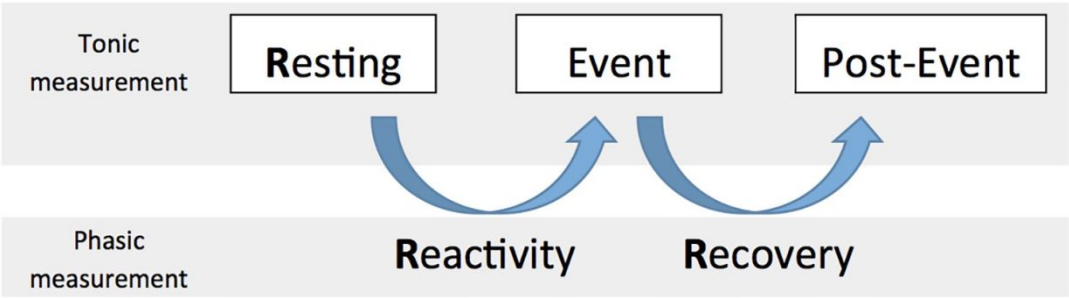 Tonic
measurement
Resting
Event
Post-Event
Phasic
measurement
Reactivity
Recovery